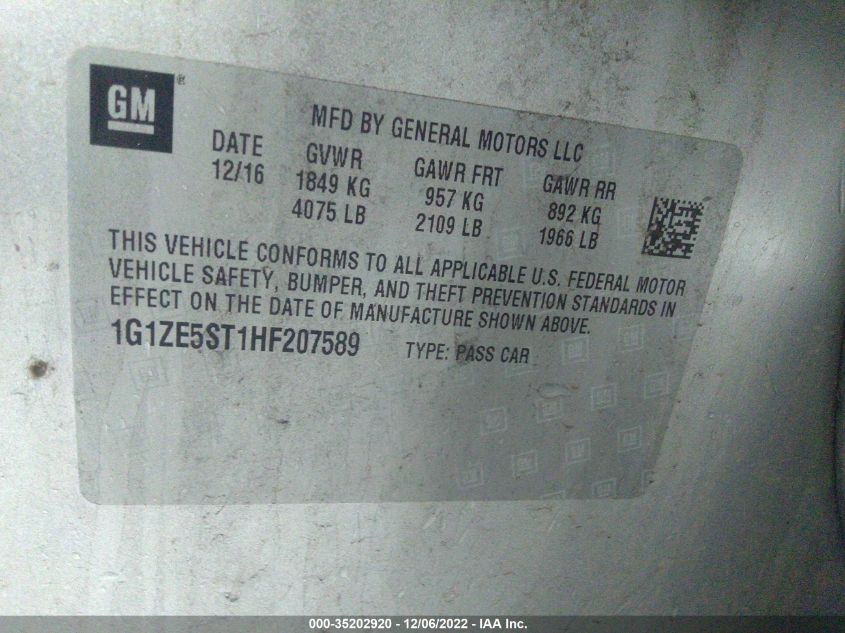 GM ®
MFD BY GENERAL MOTORS LLC
DATE GVWR GAWR FRT GAWR RR
12/16 1849 KG 957 KG 892 KG
4075 LB 2109 LB 1966 LB
THIS VEHICLE CONFORMS TO ALL APPLICABLE U.S. FEDERAL MOTOR
VEHICLE SAFETY, BUMPER, AND THEFT PREVENTION STANDARDS IN
EFFECT ON THE DATE OF MANUFACTURE SHOWN ABOVE.
1G1ZE5ST1HF207589 TYPE: PASS CAR
000-35202920 - 12/06/2022 - IAA Inc.